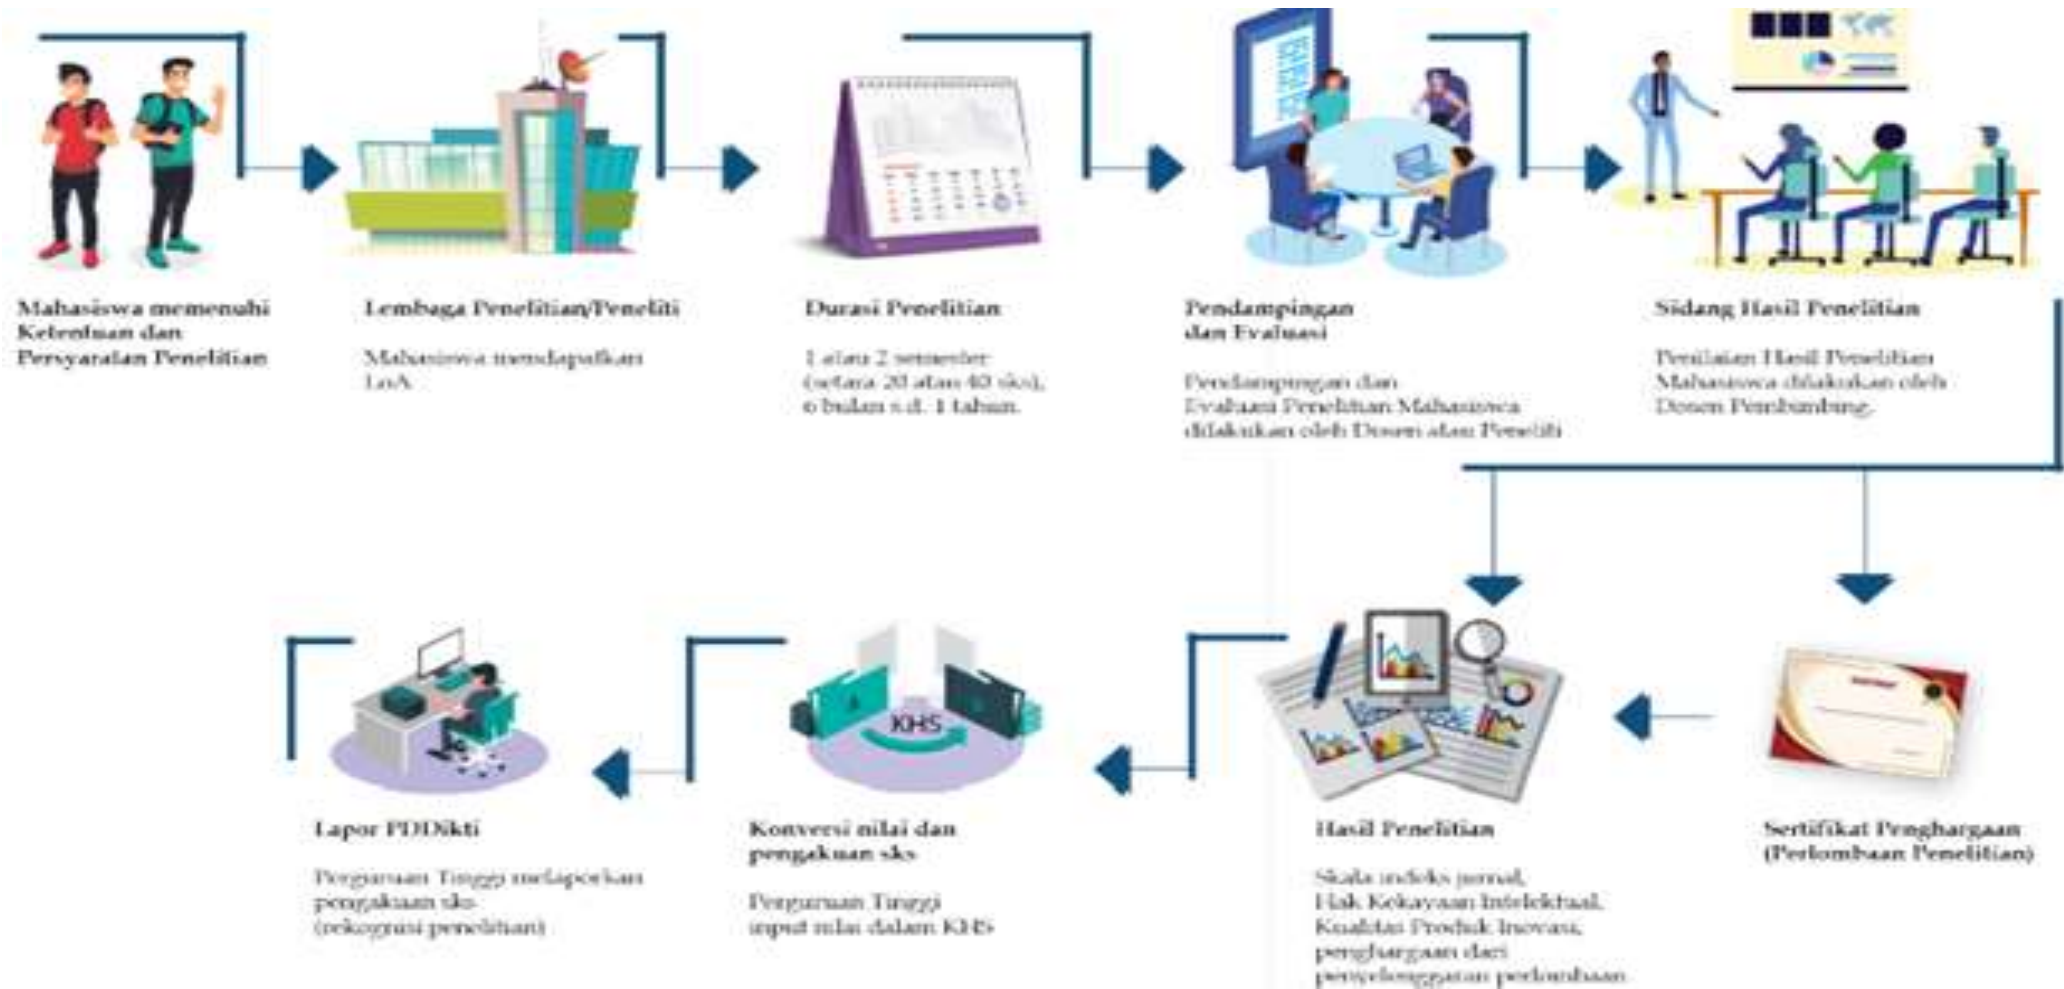 Mahasiswa memenuhi
Ketentuan dan
Persyaratan Penelitian
Lembaga Penelitian/Peneliti
Mahasiswa mendapatkan
LoA
Durasi Penelitian
1 atau 2 semester
(setara 20 atau 40 sks),
6 bulan s.d. 1 tahun.
Pendampingan
dan Evaluasi
Pendampingan dan
Evaluasi Penelitian Mahasiswa
dilakukan oleh Dosen atau Peneliti
Sidang Hasil Penelitian
Penilaian Hasil Penelitian
Mahasiswa dilakukan oleh
Dosen Pembimbing.
Lapor PDDikti
Perguruan Tinggi melaporkan
pengakuan sks
(rekognisi penelitian)
KHS
Konversi nilai dan
pengakuan sks
Perguruan Tinggi
input nilai dalam KHS
Hasil Penelitian
Skala indeks jurnal,
Hak Kekayaan Intelektual,
Kualitas Produk Inovasi,
penghargaan dari
penyelenggaran perlombaan
Sertifikat Penghargaan
(Perlombaan Penelitian)